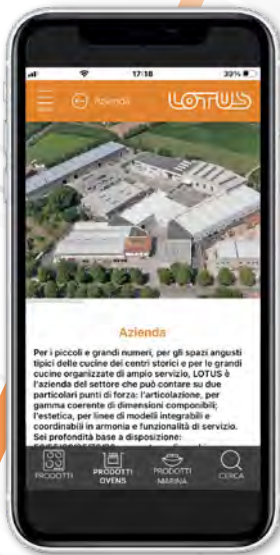 17:18
39%
Azienda
LOTUS
Azienda
Per i piccoli e grandi numeri, per gli spazi angusti
tipici delle cucine dei centri storici e per le grandi
cucine organizzate di ampio servizio, LOTUS è
l'azienda del settore che può contare su due
particolari punti di forza: l'articolazione, per
gamma coerente di dimensioni componibili;
l'estetica, per linee di modelli integrabili e
coordinabili in armonia e funzionalità di servizio.
Sei profondità base a disposizione:
PRODOTTI
PRODOTTI
OVENS
PRODOTTI
MARINA
CERCA